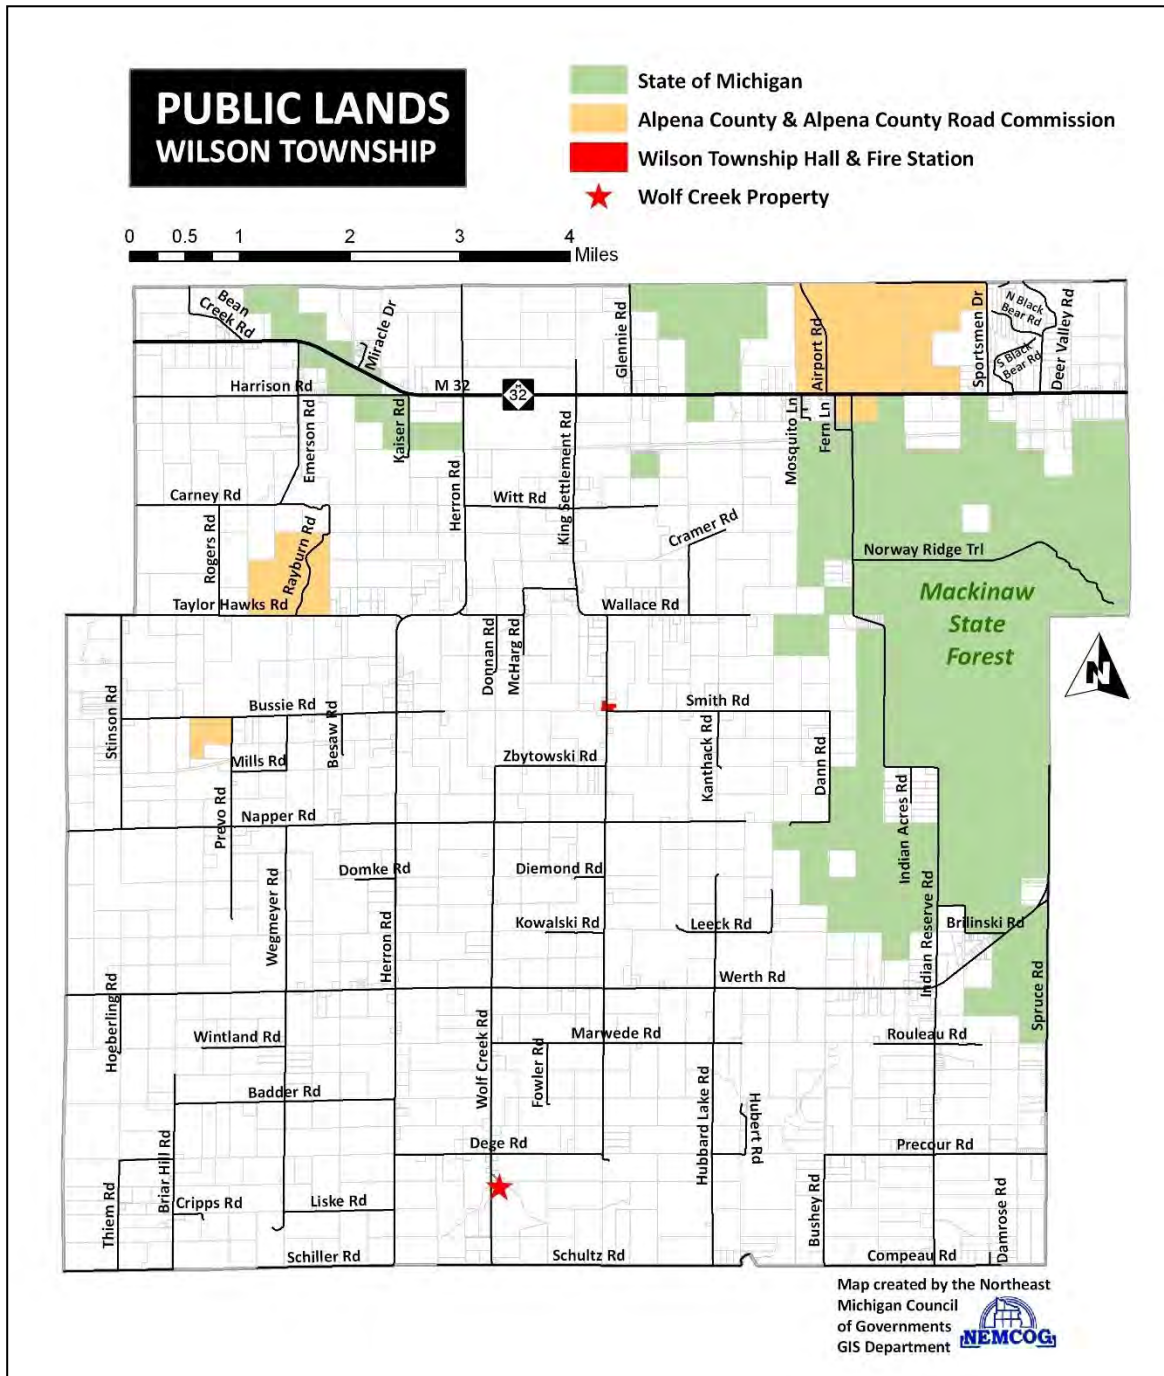 PUBLIC LANDS
WILSON TOWNSHIP
State of Michigan
Alpena County & Alpena County Road Commission
Wilson Township Hall & Fire Station
Wolf Creek Property
0 0.5 1 2 3 4
Miles
Bean
Creek Rd
Miracle Dr
Glennie Rd
Airport Rd
Sportsmen Dr
N Black
Bear Rd
S Black
Bear Rd
Deer Valley Rd
Harrison Rd
M 32
M
32
Emerson Rd
Kaiser Rd
Herron Rd
King Settlement Rd
Mosquito Ln
Fern Ln
Carney Rd
Witt Rd
Cramer Rd
Rogers Rd
Rayburn Rd
Norway Ridge Trl
Taylor Hawks Rd
Wallace Rd
Mackinaw
State
Forest
N
Donnan Rd
McHarg Rd
Stinson Rd
Bussie Rd
Besaw Rd
Smith Rd
Mills Rd
Zbytowski Rd
Kanthack Rd
Dann Rd
Prevo Rd
Napper Rd
Indian Acres Rd
Wegmeyer Rd
Domke Rd
Herron Rd
Diemond Rd
Kowalski Rd
Leeck Rd
Indian Reserve Rd
Brilinski Rd
Werth Rd
Spruce Rd
Hoeberling Rd
Wintland Rd
Wolf Creek Rd
Marwede Rd
Rouleau Rd
Fowler Rd
Badder Rd
Hubbard Lake Rd
Hubert Rd
Briar Hill Rd
Dege Rd
Precour Rd
Thiem Rd
Cripps Rd
Liske Rd
Bushey Rd
Damrose Rd
Schiller Rd
Schultz Rd
Compeau Rd
Map created by the Northeast
Michigan Council
of Governments
GIS Department
NEMCOG